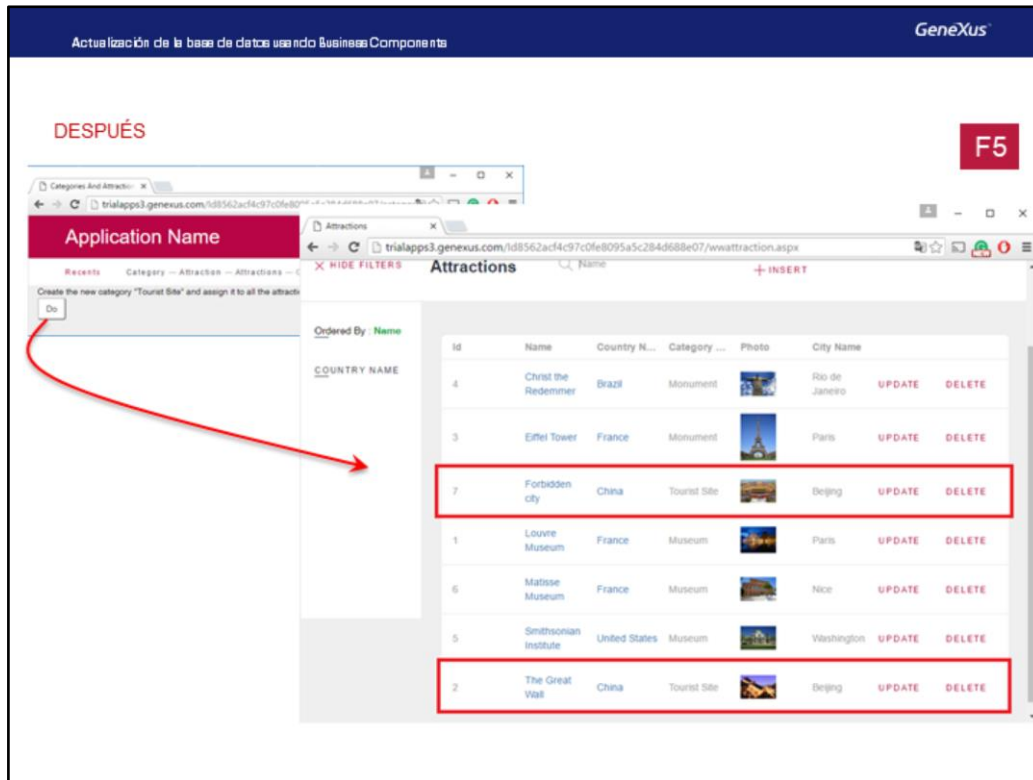 Actualización de la base de datos usando Business Components
GeneXus
DESPUÉS
F5
Categories And Attraction
trialapps3.genexus.com/Id8562acf4c97c0fe809
Application Name
Recents Category — Attraction — Attractions —
Create the new category "Tourist Site" and assign it to all the attracti
Do
Attractions
trialapps3.genexus.com/Id8562acf4c97c0fe8095a5c284d688e07/wwattraction.aspx
HIDE FILTERS
Attractions
Name
INSERT
Ordered By : Name
COUNTRY NAME
Id Name Country N... Category ... Photo City Name
4 Christ the Redemmer Brazil Monument Rio de Janeiro UPDATE DELETE
3 Eiffel Tower France Monument Paris UPDATE DELETE
7 Forbidden city China Tourist Site Beijing UPDATE DELETE
1 Louvre Museum France Museum Paris UPDATE DELETE
6 Matisse Museum France Museum Nice UPDATE DELETE
5 Smithsonian Institute United States Museum Washington UPDATE DELETE
2 The Great Wall China Tourist Site Beijing UPDATE DELETE